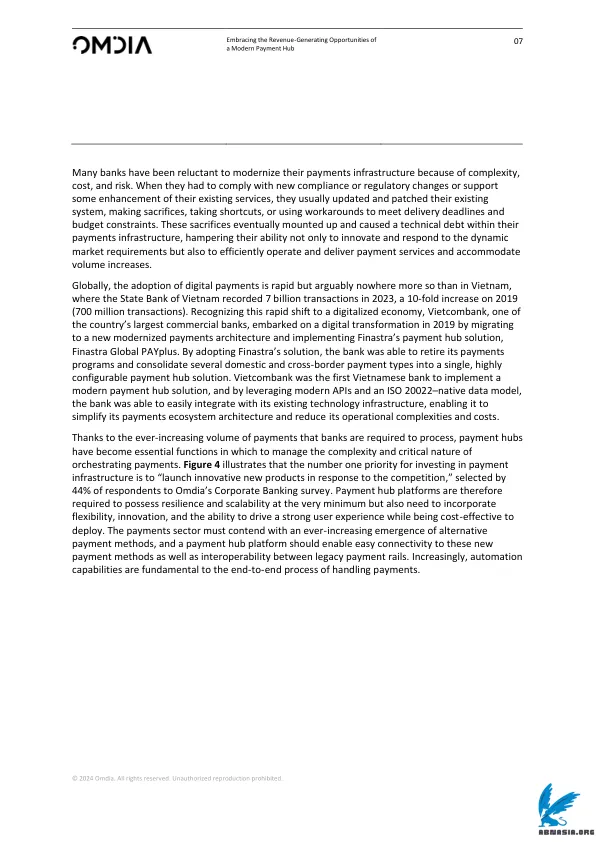 OMDIA
Embracing the Revenue-Generating Opportunities of
a Modern Payment Hub
07
Many banks have been reluctant to modernize their payments infrastructure because of complexity,
cost, and risk. When they had to comply with new compliance or regulatory changes or support
some enhancement of their existing services, they usually updated and patched their existing
system, making sacrifices, taking shortcuts, or using workarounds to meet delivery deadlines and
budget constraints. These sacrifices eventually mounted up and caused a technical debt within their
payments infrastructure, hampering their ability not only to innovate and respond to the dynamic
market requirements but also to efficiently operate and deliver payment services and accommodate
volume increases.
Globally, the adoption of digital payments is rapid but arguably nowhere more so than in Vietnam,
where the State Bank of Vietnam recorded 7 billion transactions in 2023, a 10-fold increase on 2019
(700 million transactions). Recognizing this rapid shift to a digitalized economy, Vietcombank, one of
the country’s largest commercial banks, embarked on a digital transformation in 2019 by migrating
to a new modernized payments architecture and implementing Finastra’s payment hub solution,
Finastra Global PAYplus. By adopting Finastra’s solution, the bank was able to retire its payments
programs and consolidate several domestic and cross-border payment types into a single, highly
configurable payment hub solution. Vietcombank was the first Vietnamese bank to implement a
modern payment hub solution, and by leveraging modern APIs and an ISO 20022–native data model,
the bank was able to easily integrate with its existing technology infrastructure, enabling it to
simplify its payments ecosystem architecture and reduce its operational complexities and costs.
Thanks to the ever-increasing volume of payments that banks are required to process, payment hubs
have become essential functions in which to manage the complexity and critical nature of
orchestrating payments. Figure 4 illustrates that the number one priority for investing in payment
infrastructure is to “launch innovative new products in response to the competition,” selected by
44% of respondents to Omdia’s Corporate Banking survey. Payment hub platforms are therefore
required to possess resilience and scalability at the very minimum but also need to incorporate
flexibility, innovation, and the ability to drive a strong user experience while being cost-effective to
deploy. The payments sector must contend with an ever-increasing emergence of alternative
payment methods, and a payment hub platform should enable easy connectivity to these new
payment methods as well as interoperability between legacy payment rails. Increasingly, automation
capabilities are fundamental to the end-to-end process of handling payments.
© 2024 Omdia. All rights reserved. Unauthorized reproduction prohibited.
ABNASIA.ORG